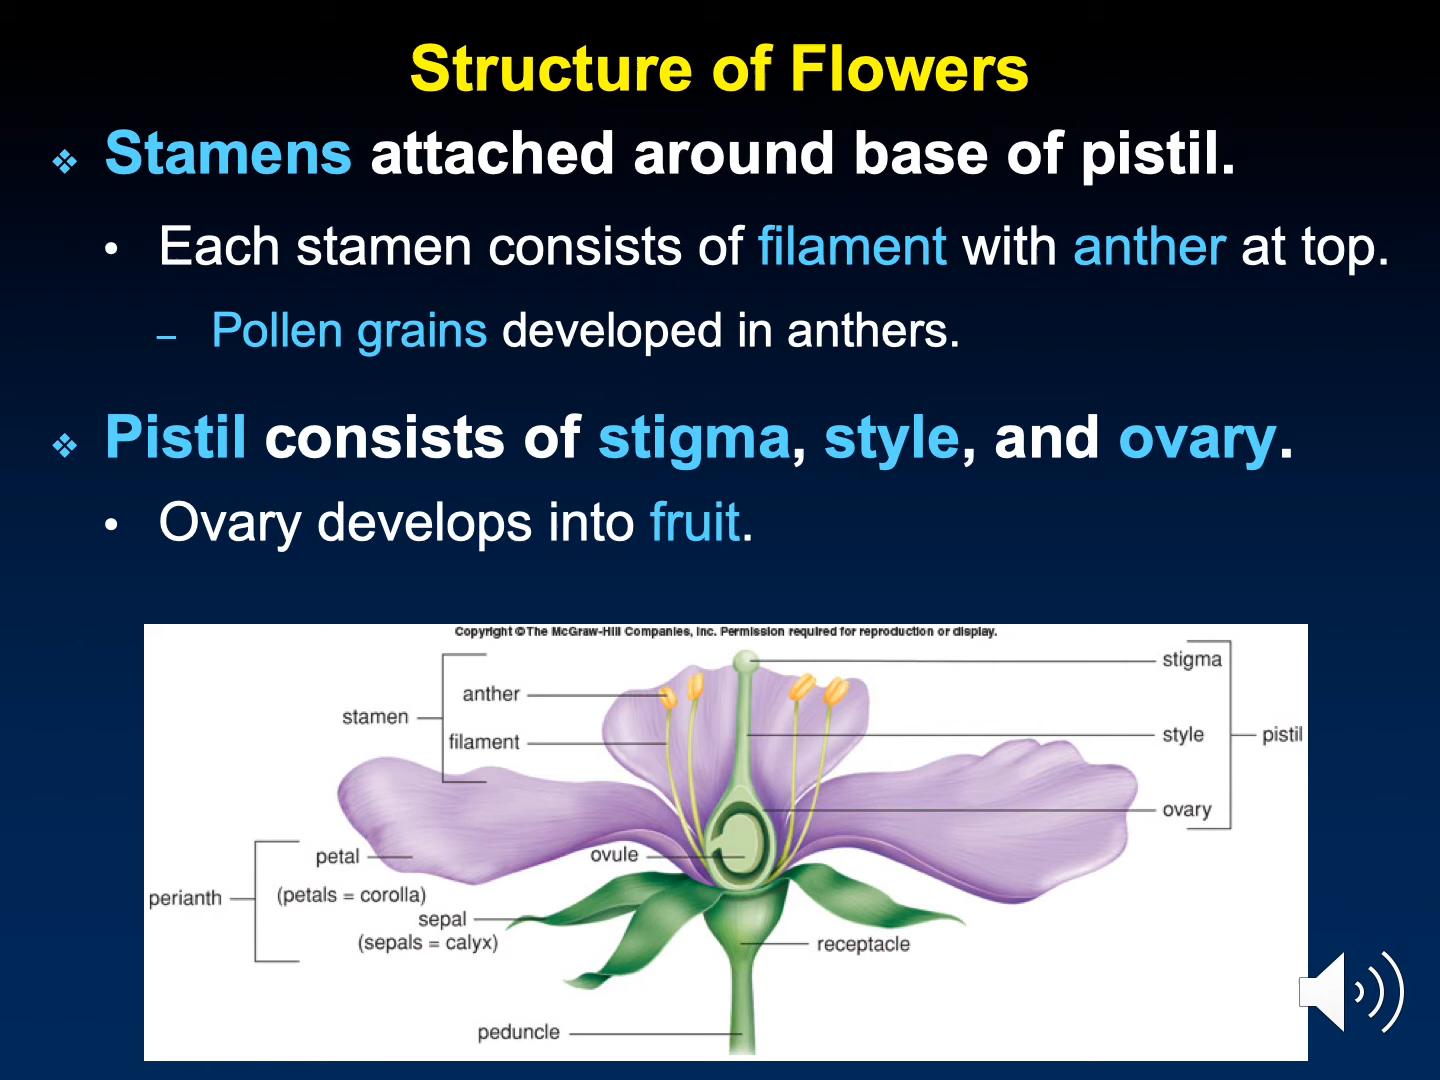 Structure of Flowers
❖ Stamens attached around base of pistil.
• Each stamen consists of filament with anther at top.
– Pollen grains developed in anthers.
❖ Pistil consists of stigma, style, and ovary.
• Ovary develops into fruit.
Copyright ©The McGraw-Hill Companies, Inc. Permission required for reproduction or display.
stigma
anther
stamen
style
pistil
filament
ovary
ovule
petal
perianth
(petals = corolla)
sepal
(sepals = calyx)
receptacle
peduncle